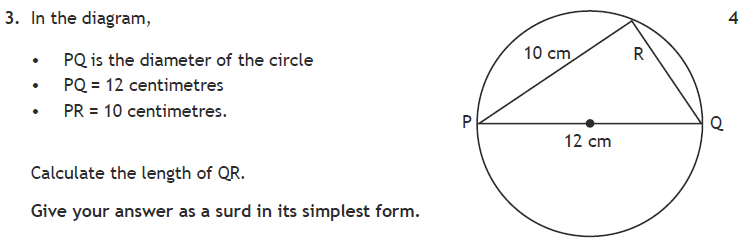 3. In the diagram,
• PQ is the diameter of the circle
• PQ = 12 centimetres
• PR = 10 centimetres.
Calculate the length of QR.
Give your answer as a surd in its simplest form.
4
10 cm
R
P
Q
12 cm